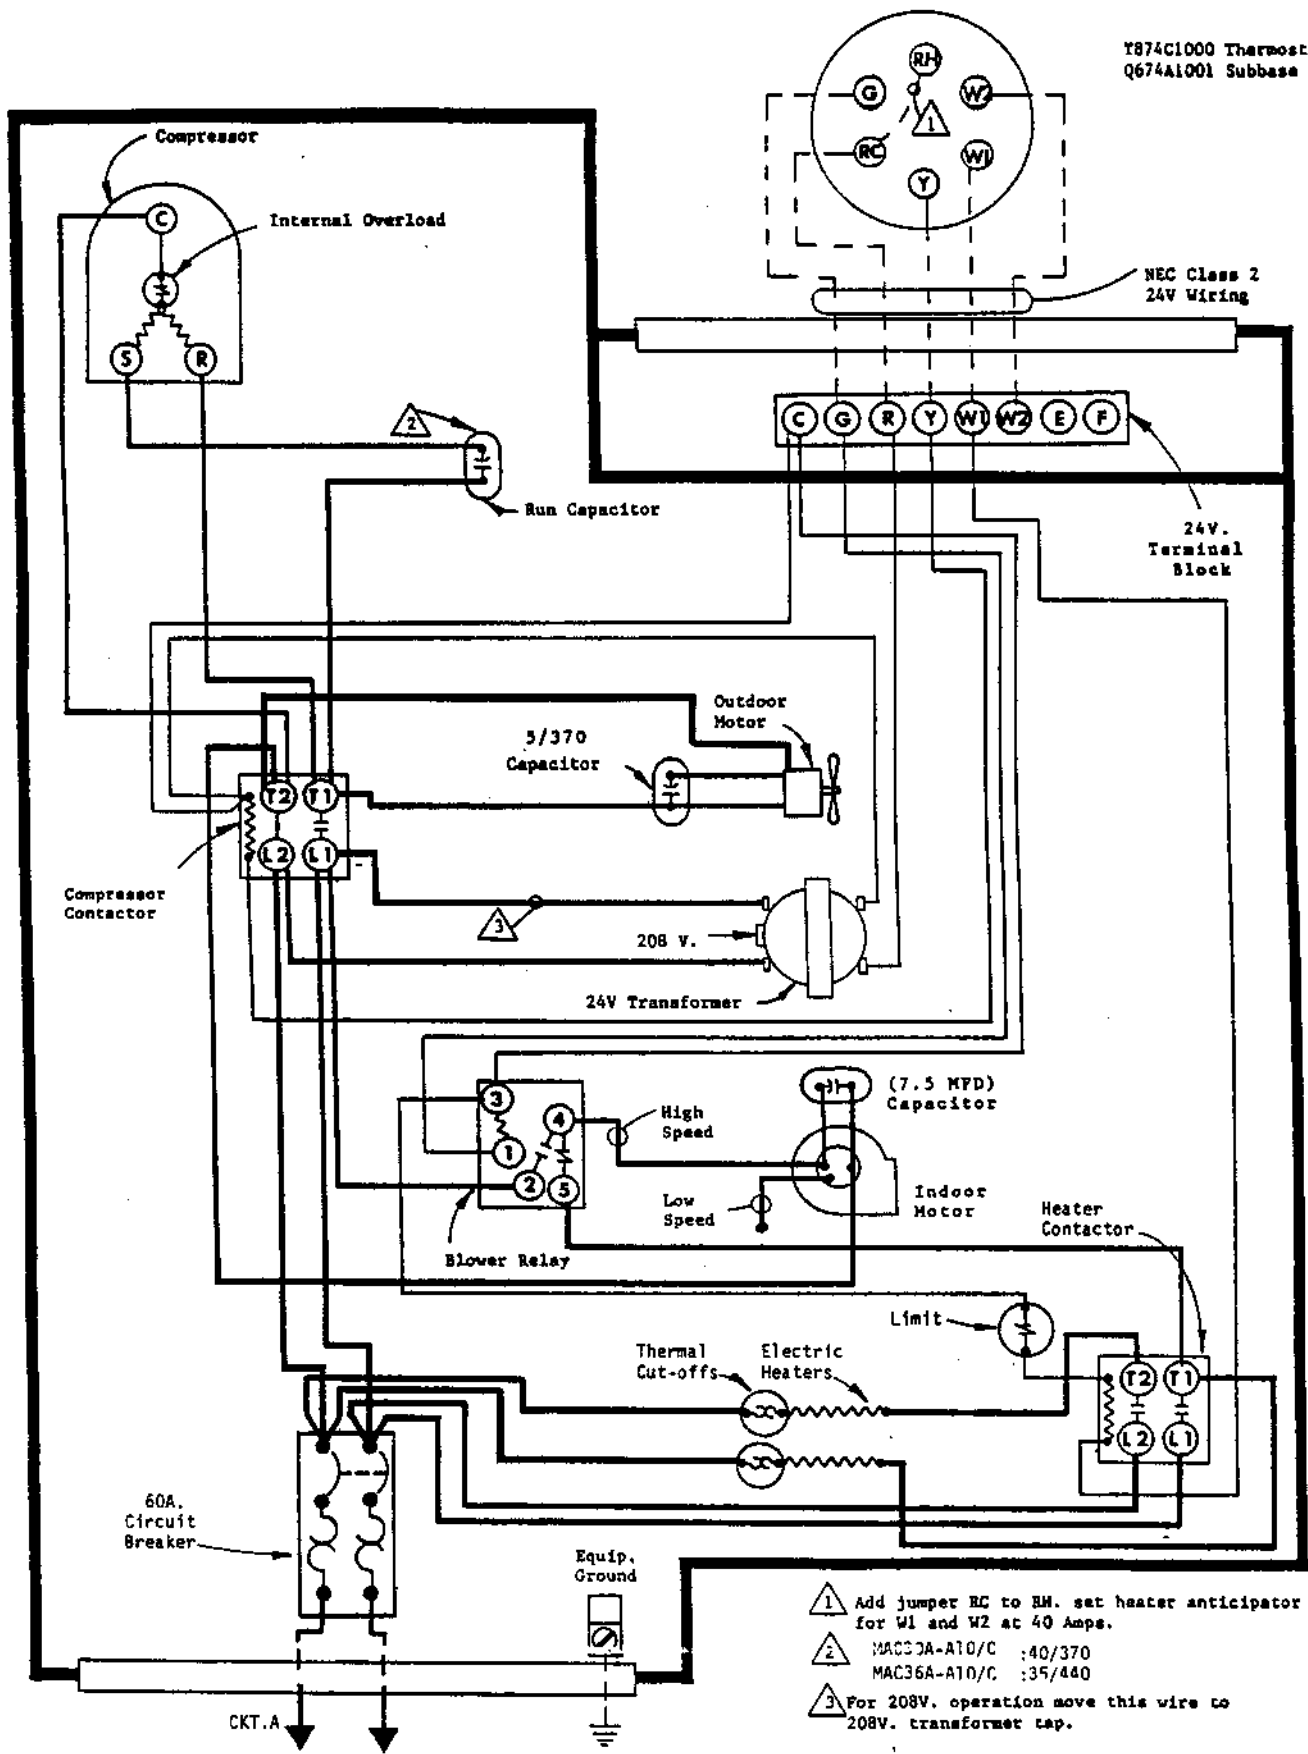 T874C1000 Thermost
Q674A1001 Subbase
RH
G
W2
1
RC
W1
Y
Compressor
C
Internal Overload
S
R
NEC Class 2
24V Wiring
2
C G R Y W1 W2 E F
Run Capacitor
24V.
Terminal
Block
Outdoor
Motor
5/370
Capacitor
T2 T1
L2 L1
Compressor
Contactor
3
208 V.
24V Transformer
(7.5 MFD)
Capacitor
3
4
1
2
5
High
Speed
Low
Speed
Indoor
Motor
Heater
Contactor
Blower Relay
Limit
Thermal
Cut-offs
Electric
Heaters
T2 T1
L2 L1
60A.
Circuit
Breaker
Equip.
Ground
CKT.A
1 Add jumper RC to RH. set heater anticipator
for W1 and W2 at 40 Amps.
2 MAC30A-A10/C :40/370
MAC36A-A10/C :35/440
3 For 208V. operation move this wire to
208V. transformer tap.